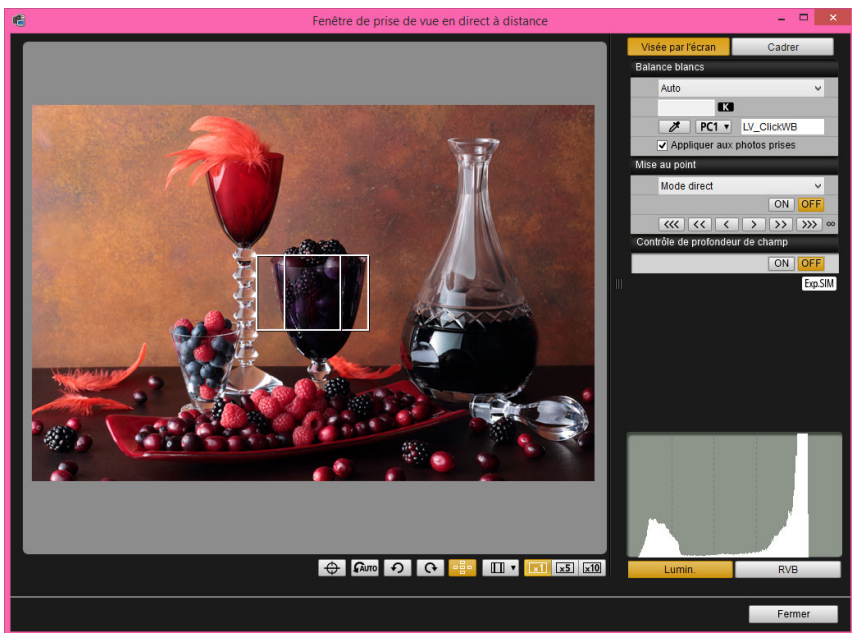 Fenêtre de prise de vue en direct à distance
Visée par l'écran Cadrer
Balance blancs
Auto
K
PC1 LV_ClickWB
Appliquer aux photos prises
Mise au point
Mode direct
ON OFF
<<< << < > >> >>> ∞
Contrôle de profondeur de champ
ON OFF
Exp.SIM
AUTO x1 x5 x10
Lumin. RVB
Fermer